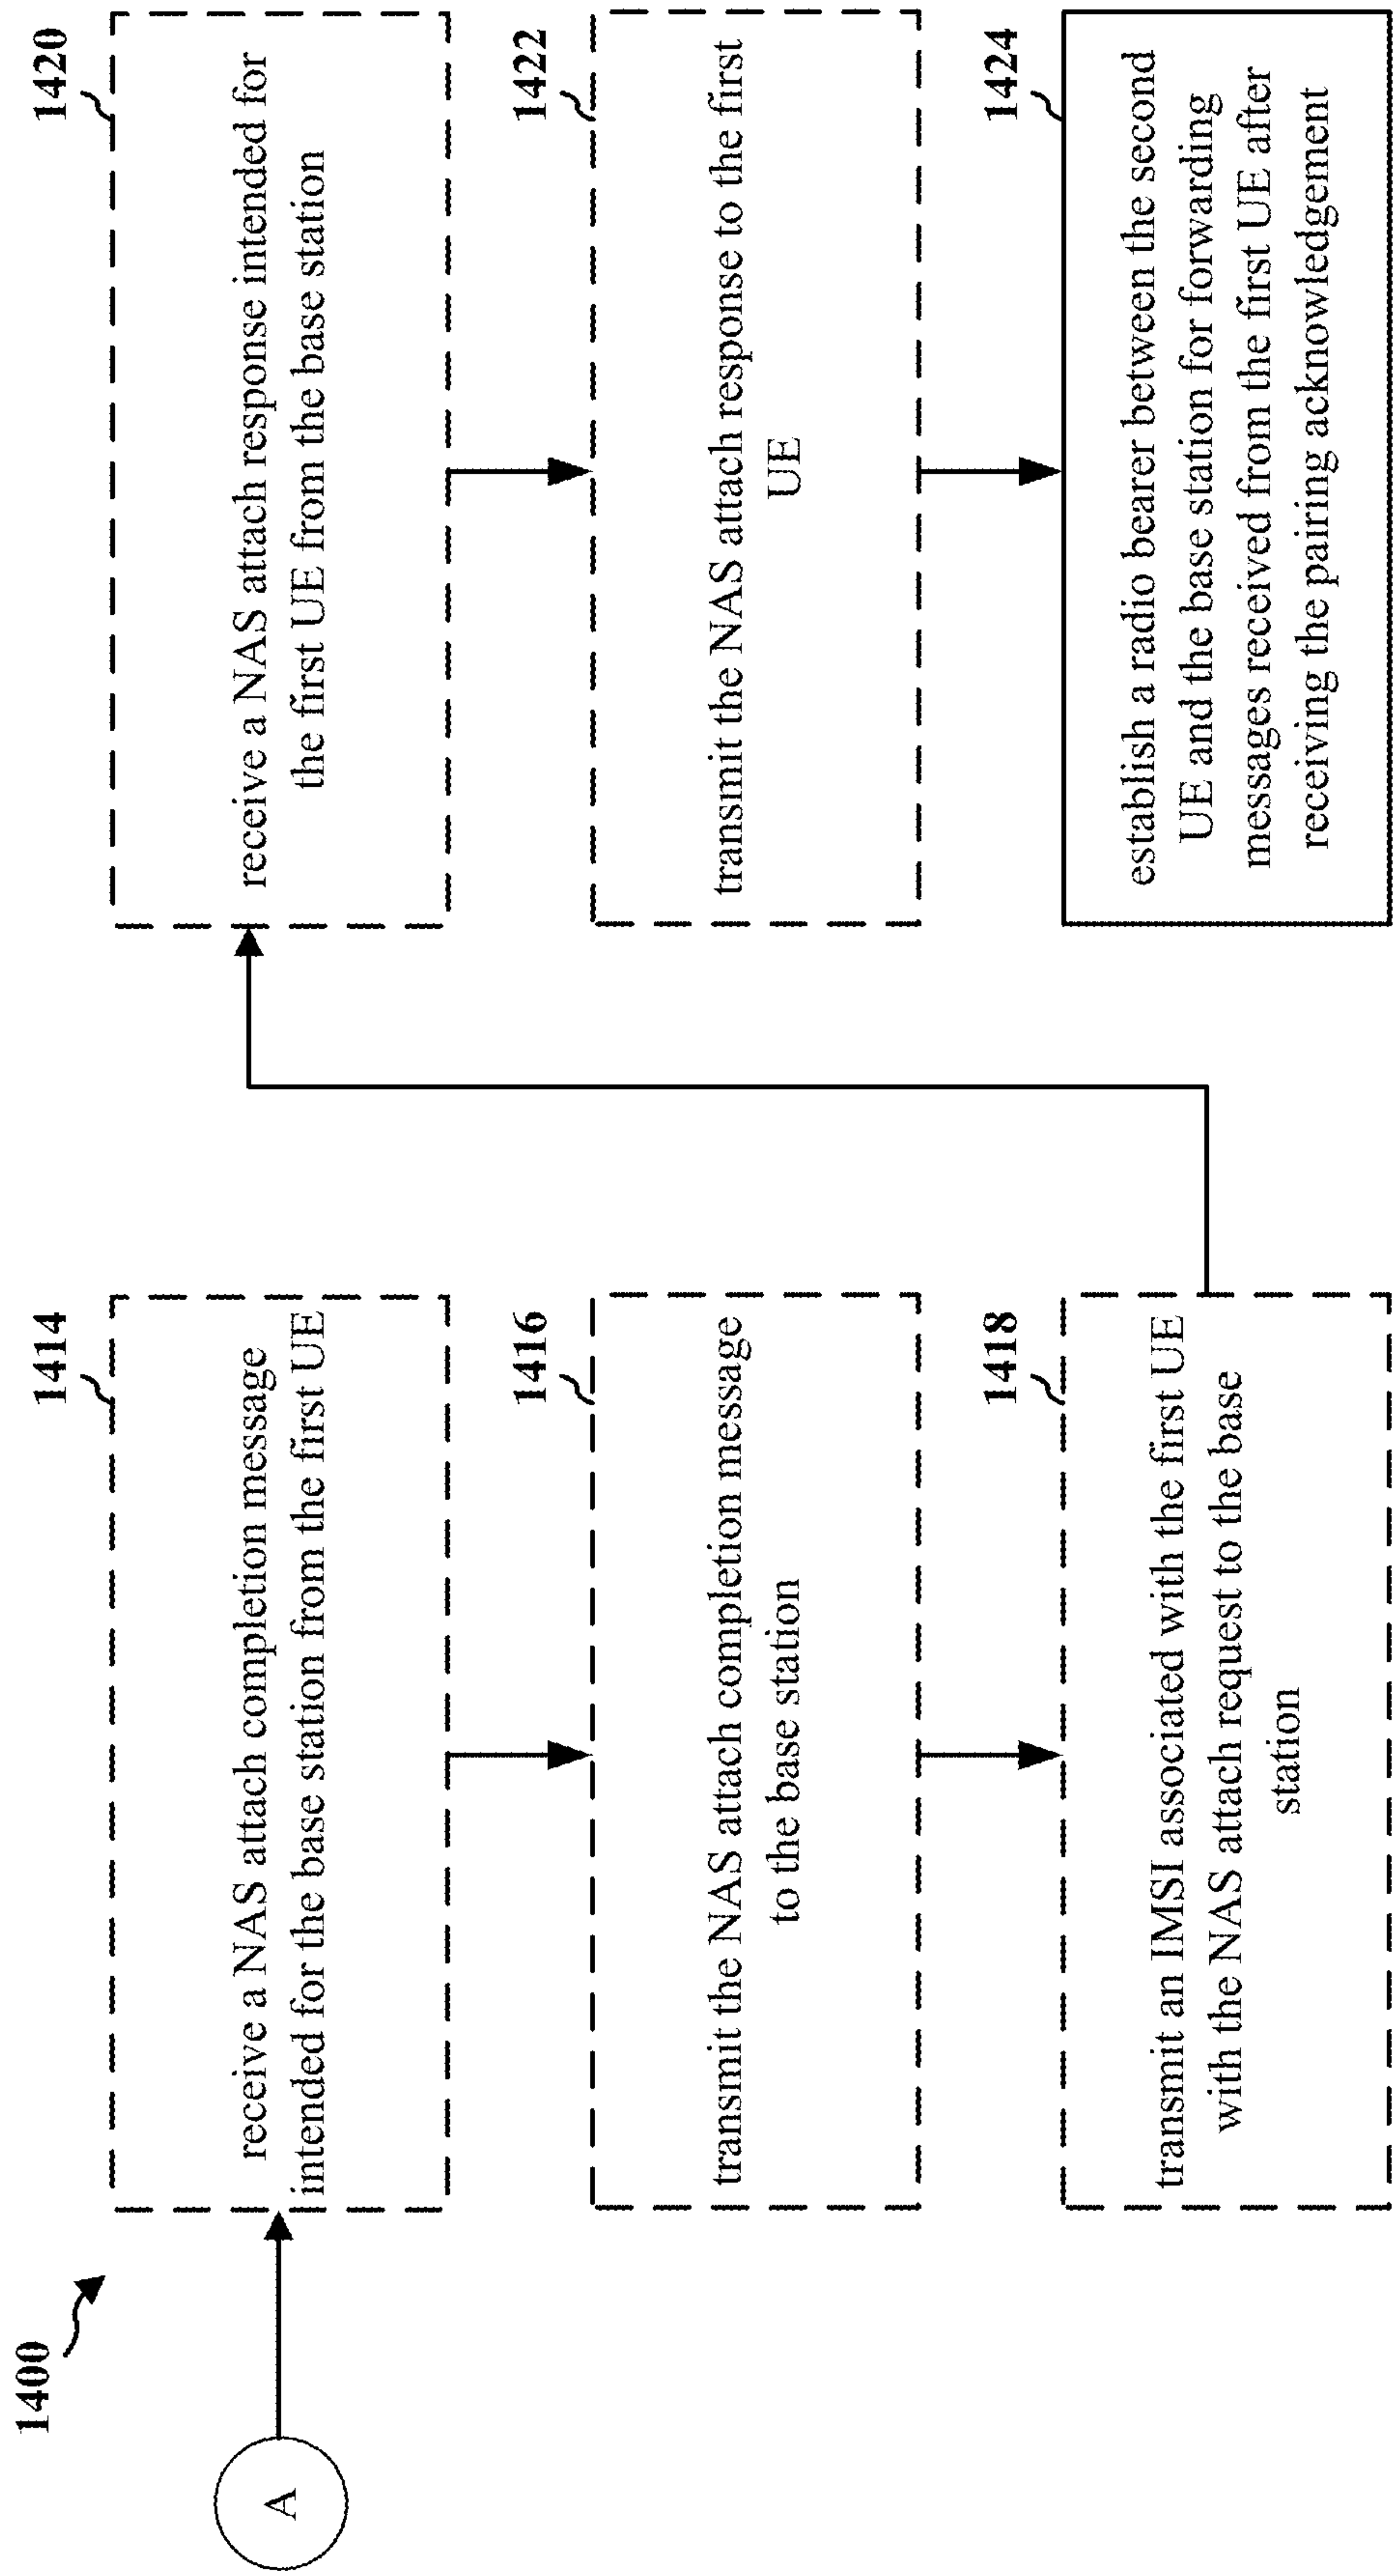 1400
A
1414
receive a NAS attach completion message
intended for the base station from the first UE
1416
transmit the NAS attach completion message
to the base station
1418
transmit an IMSI associated with the first UE
with the NAS attach request to the base
station
1420
receive a NAS attach response intended for
the first UE from the base station
1422
transmit the NAS attach response to the first
UE
1424
establish a radio bearer between the second
UE and the base station for forwarding
messages received from the first UE after
receiving the pairing acknowledgement